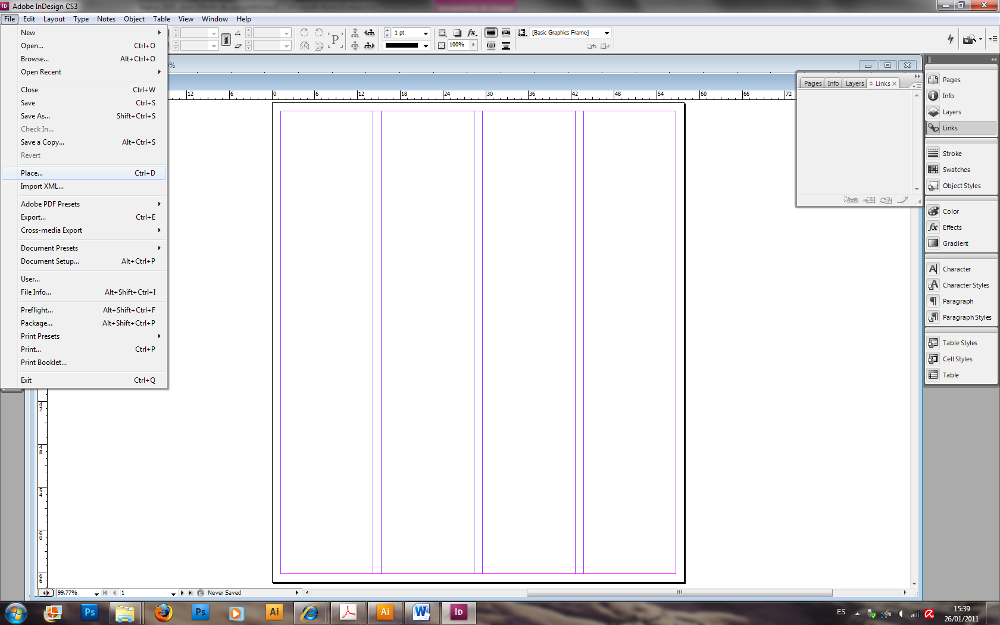 Adobe InDesign CS3
File Edit Layout Type Notes Object Table View Window Help
New
Open... Ctrl+O
Browse... Alt+Ctrl+O
Open Recent
Close Ctrl+W
Save Ctrl+S
Save As... Shift+Ctrl+S
Check In...
Save a Copy... Alt+Ctrl+S
Revert
Place... Ctrl+D
Import XML...
Adobe PDF Presets
Export... Ctrl+E
Cross-media Export
Document Presets
Document Setup... Alt+Ctrl+P
User...
File Info... Alt+Shift+Ctrl+I
Preflight... Alt+Shift+Ctrl+F
Package... Alt+Shift+Ctrl+P
Print Presets
Print... Ctrl+P
Print Booklet...
Exit Ctrl+Q
1 pt
100%
[Basic Graphics Frame]
12 6 0 6 12 18 24 30 36 42 48 54 60 66 72
42
48
54
60
66
Pages Info Layers Links
Pages
Info
Layers
Links
Stroke
Swatches
Object Styles
Color
Effects
Gradient
Character
Character Styles
Paragraph
Paragraph Styles
Table Styles
Cell Styles
Table
99,77% 1 Never Saved
Ps Ps Ai Ai W ID
ES
15:39
26/01/2011